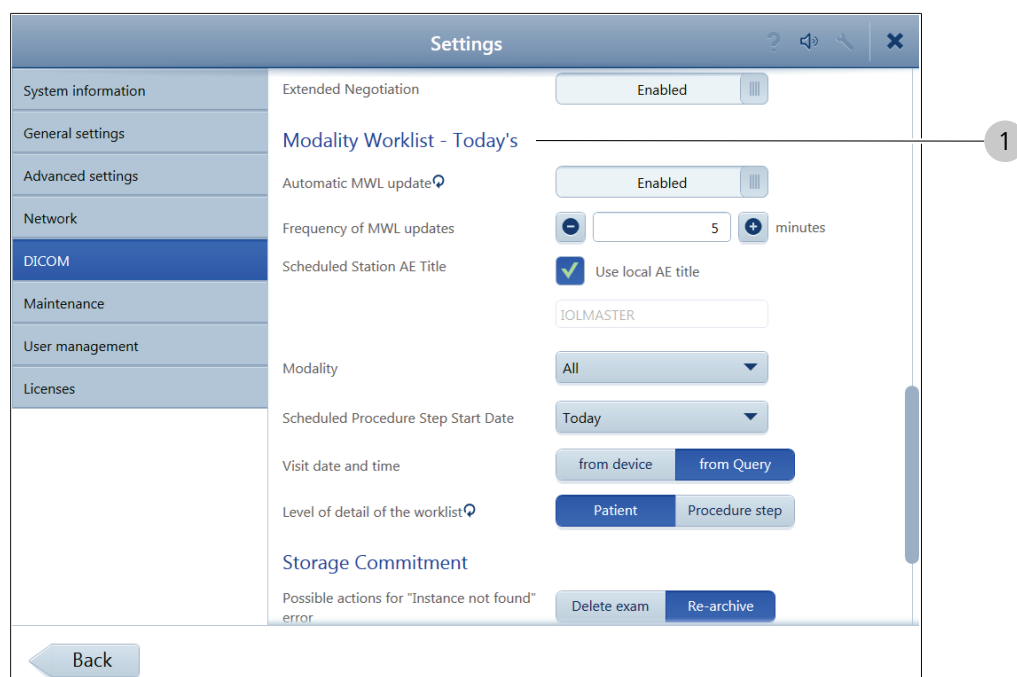 Settings
?
System information
General settings
Advanced settings
Network
DICOM
Maintenance
User management
Licenses
Extended Negotiation
Enabled
Modality Worklist - Today's
1
Automatic MWL update
Enabled
Frequency of MWL updates
5
minutes
Scheduled Station AE Title
Use local AE title
IOLMASTER
Modality
All
Scheduled Procedure Step Start Date
Today
Visit date and time
from device
from Query
Level of detail of the worklist
Patient
Procedure step
Storage Commitment
Possible actions for "Instance not found"
error
Delete exam
Re-archive
Back